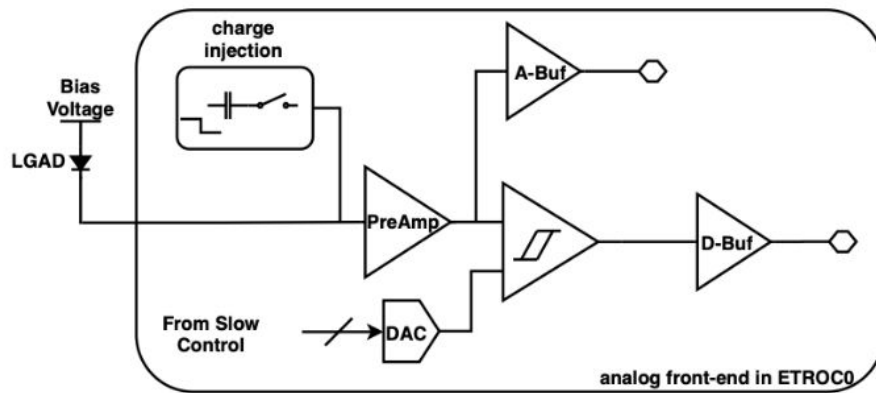 charge
injection
A-Buf
Bias
Voltage
LGAD
PreAmp
D-Buf
From Slow
Control
DAC
analog front-end in ETROC0